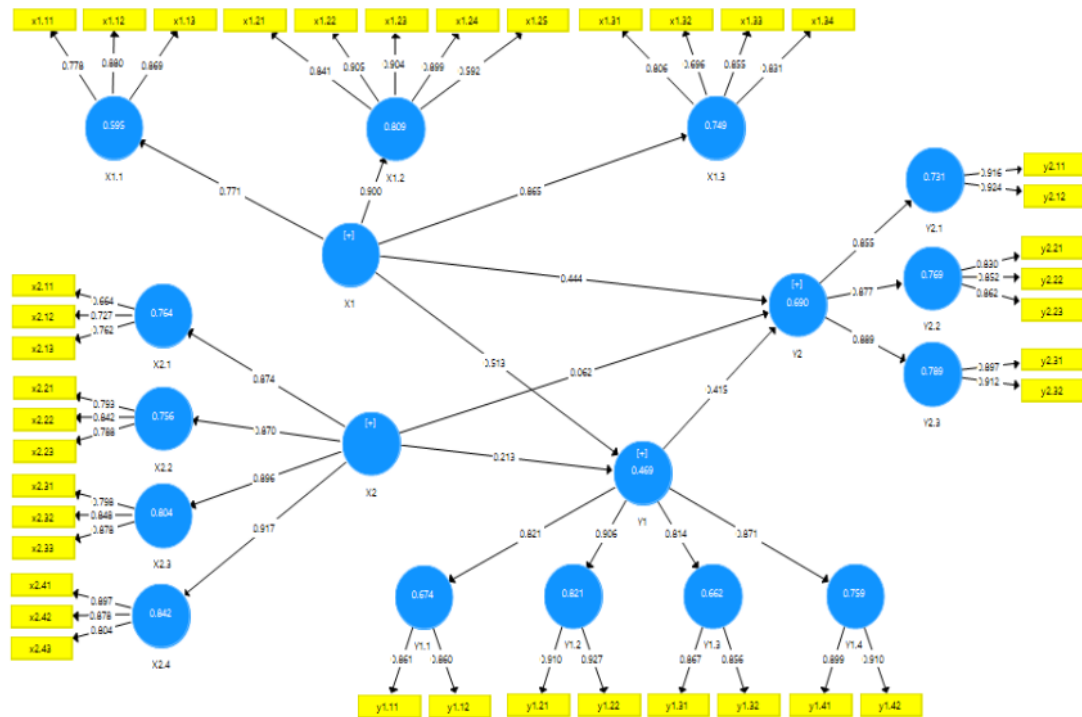 x1.11 x1.12 x1.13 x1.21 x1.22 x1.23 x1.24 x1.25 x1.31 x1.32 x1.33 x1.34
0.778 0.880 0.869 0.841 0.905 0.904 0.899 0.592 0.806 0.696 0.855 0.831
0.595 0.809 0.749
X1.1 X1.2 X1.3
0.771 0.900 0.865
[+]
X1
0.444
0.513
y2.11
y2.12
0.916
0.924
0.731
Y2.1
0.855
y2.21
y2.22
y2.23
0.830
0.852
0.862
0.769
Y2.2
0.877
[+]
0.690
Y2
0.889
y2.31
y2.32
0.897
0.912
0.789
Y2.3
x2.11
x2.12
x2.13
0.664
0.727
0.762
0.764
X2.1
0.874
0.062
0.415
x2.21
x2.22
x2.23
0.793
0.842
0.788
0.756
X2.2
0.870
[+]
X2
0.213
[+]
0.469
Y1
x2.31
x2.32
x2.33
0.798
0.848
0.878
0.804
X2.3
0.896
0.917
x2.41
x2.42
x2.43
0.897
0.878
0.804
0.842
X2.4
0.821 0.906 0.814 0.871
0.674 0.821 0.662 0.759
Y1.1 Y1.2 Y1.3 Y1.4
0.861 0.860 0.910 0.927 0.867 0.856 0.899 0.910
y1.11 y1.12 y1.21 y1.22 y1.31 y1.32 y1.41 y1.42